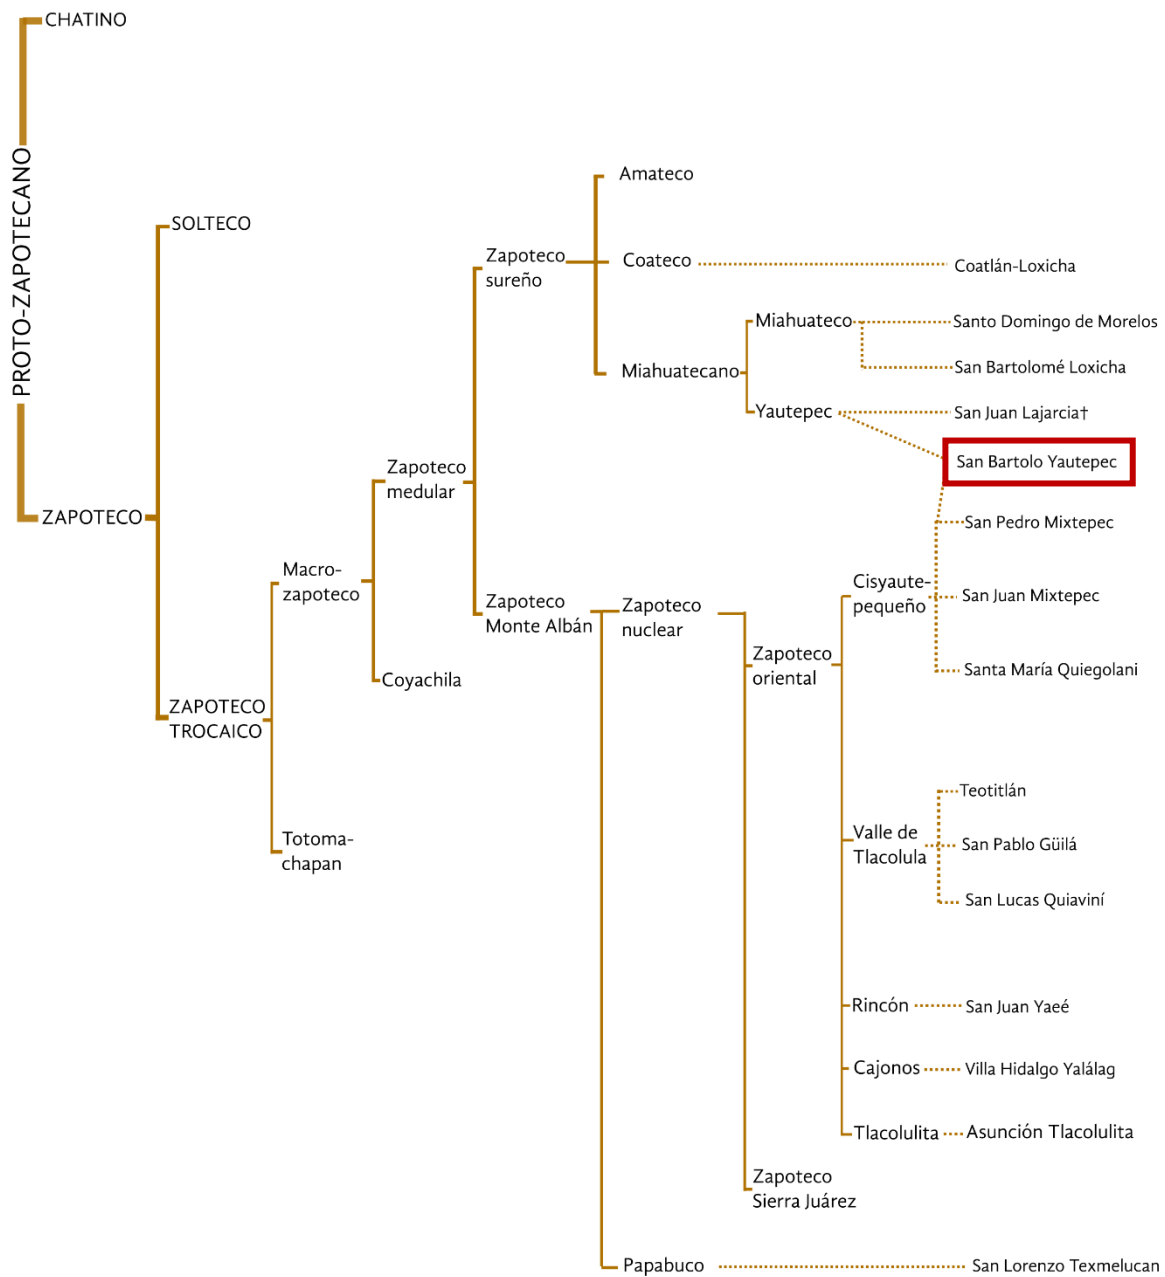 CHATINO
PROTO-ZAPOTECANO
Amateco
SOLTECO
Zapoteco
sureño
Coateco
Coatlán-Loxicha
Miahuateco
Santo Domingo de Morelos
Miahuatecano
San Bartolomé Loxicha
Yautepec
San Juan Lajarcia†
San Bartolo Yautepec
Zapoteco
medular
ZAPOTECO
San Pedro Mixtepec
Macro-
zapoteco
Cisyaute-
pequeño
San Juan Mixtepec
Zapoteco
Monte Albán
Zapoteco
nuclear
Zapoteco
oriental
Santa María Quiegolani
Coyachila
ZAPOTECO
TROCAICO
Teotitlán
Totoma-
chapan
Valle de
Tlacolula
San Pablo Güilá
San Lucas Quiaviní
Rincón
San Juan Yaeé
Cajonos
Villa Hidalgo Yalálag
Tlacolulita
Asunción Tlacolulita
Zapoteco
Sierra Juárez
Papabuco
San Lorenzo Texmelucan